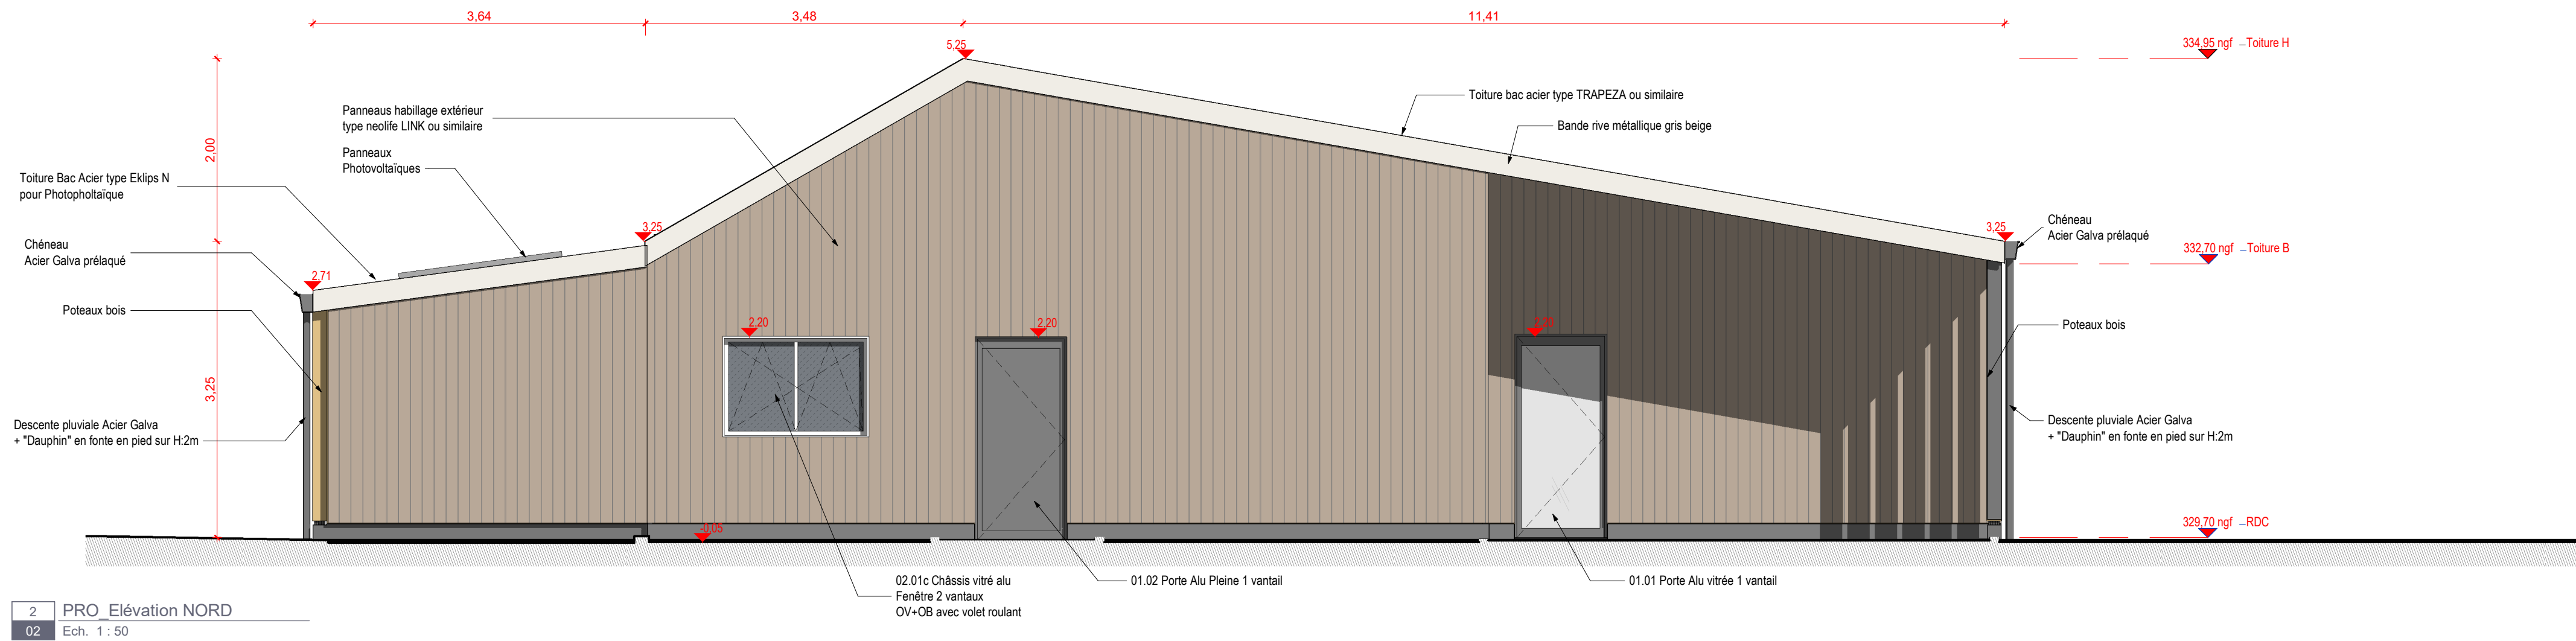 3,64
3,48
11,41
5,25
334,95 ngf
Toiture H
Panneaus habillage extérieur
type neolife LINK ou similaire
Toiture bac acier type TRAPEZA ou similaire
Bande rive métallique gris beige
2,00
Panneaux
Photovoltaïques
Toiture Bac Acier type Eklips N
pour Photopholtaïque
3,25
3,25
Chéneau
Acier Galva prélaqué
Chéneau
Acier Galva prélaqué
332,70 ngf
Toiture B
2,71
Poteaux bois
2,20
2,20
2,20
Poteaux bois
3,25
Descente pluviale Acier Galva
+ "Dauphin" en fonte en pied sur H:2m
Descente pluviale Acier Galva
+ "Dauphin" en fonte en pied sur H:2m
-0,05
329,70 ngf
RDC
02.01c Châssis vitré alu
Fenêtre 2 vantaux
OV+OB avec volet roulant
01.02 Porte Alu Pleine 1 vantail
01.01 Porte Alu vitrée 1 vantail
2
PRO_Elévation NORD
02
Ech. 1 : 50